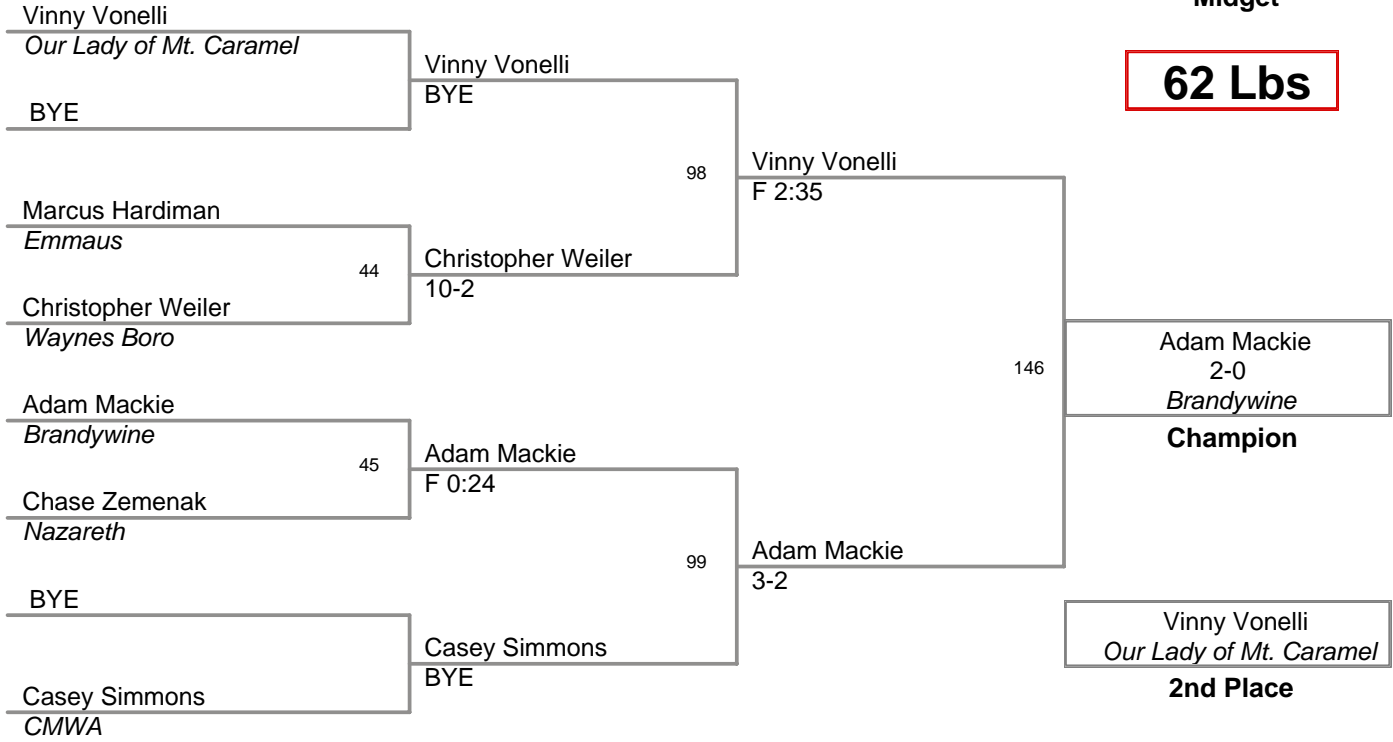 Midget
62 Lbs
Vinny Vonelli
Our Lady of Mt. Caramel
BYE
Marcus Hardiman
Emmaus
44
Christopher Weiler
Waynes Boro
Adam Mackie
Brandywine
45
Chase Zemenak
Nazareth
BYE
Casey Simmons
CMWA
Vinny Vonelli
BYE
98
Christopher Weiler
10-2
Adam Mackie
F 0:24
99
Casey Simmons
BYE
Vinny Vonelli
F 2:35
146
Adam Mackie
3-2
Adam Mackie
2-0
Brandywine
Champion
Vinny Vonelli
Our Lady of Mt. Caramel
2nd Place